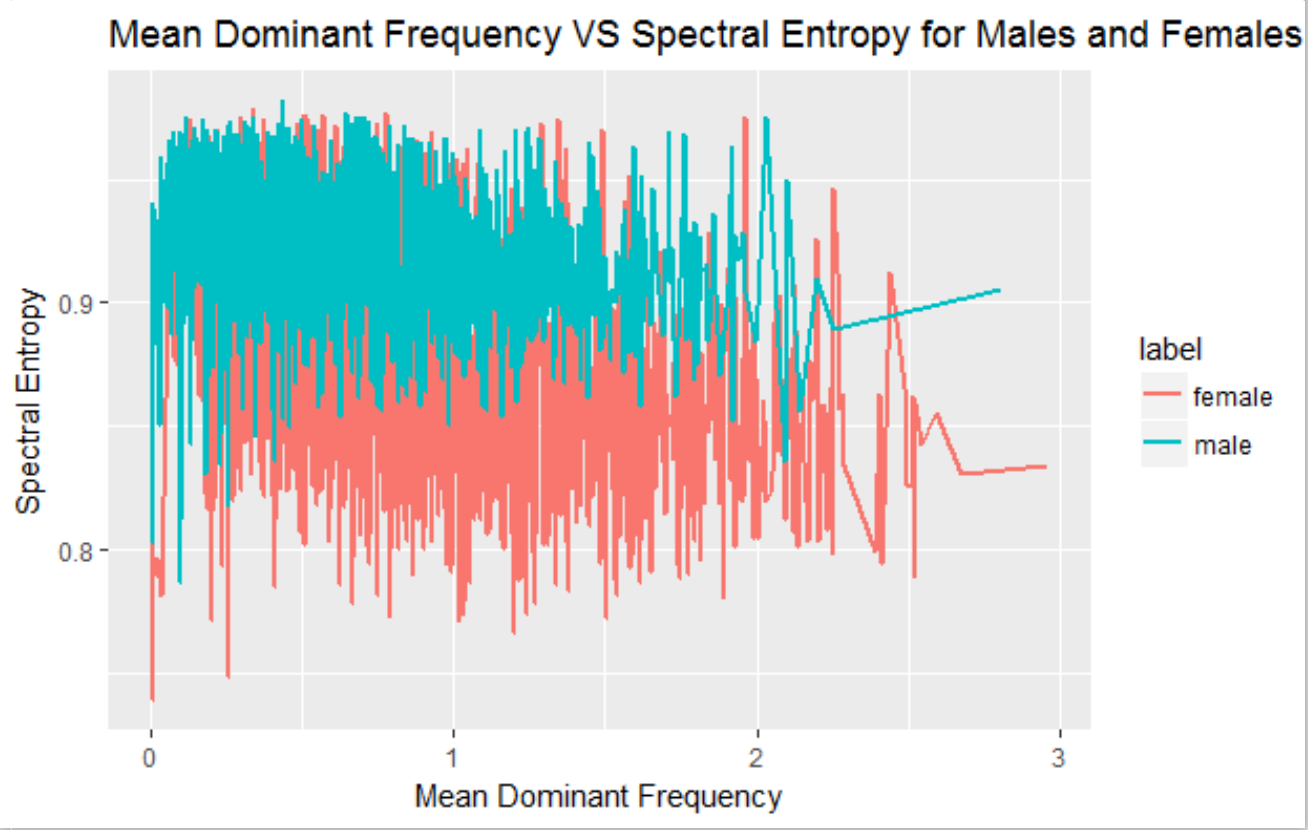 Mean Dominant Frequency VS Spectral Entropy for Males and Females
Spectral Entropy
0.9
0.8
0
1
2
3
Mean Dominant Frequency
label
female
male